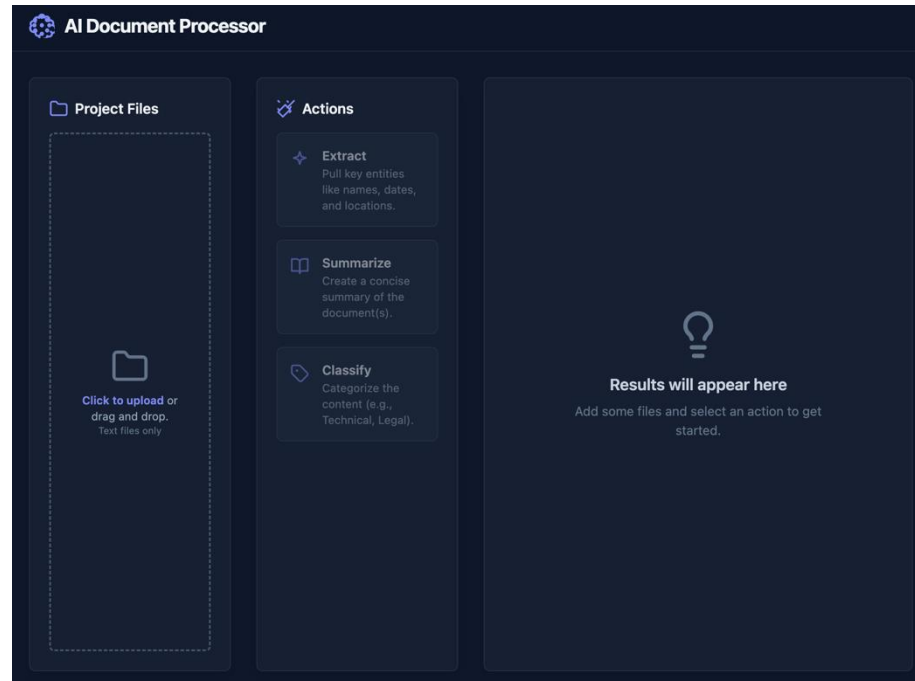 AI Document Processor
Project Files
Click to upload or
drag and drop.
Text files only
Actions
Extract
Pull key entities
like names, dates,
and locations.
Summarize
Create a concise
summary of the
document(s).
Classify
Categorize the
content (e.g.,
Technical, Legal).
Results will appear here
Add some files and select an action to get
started.